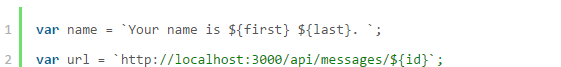 1 var name = `Your name is ${first} ${last}. `;
2 var url = `http://localhost:3000/api/messages/${id}`;